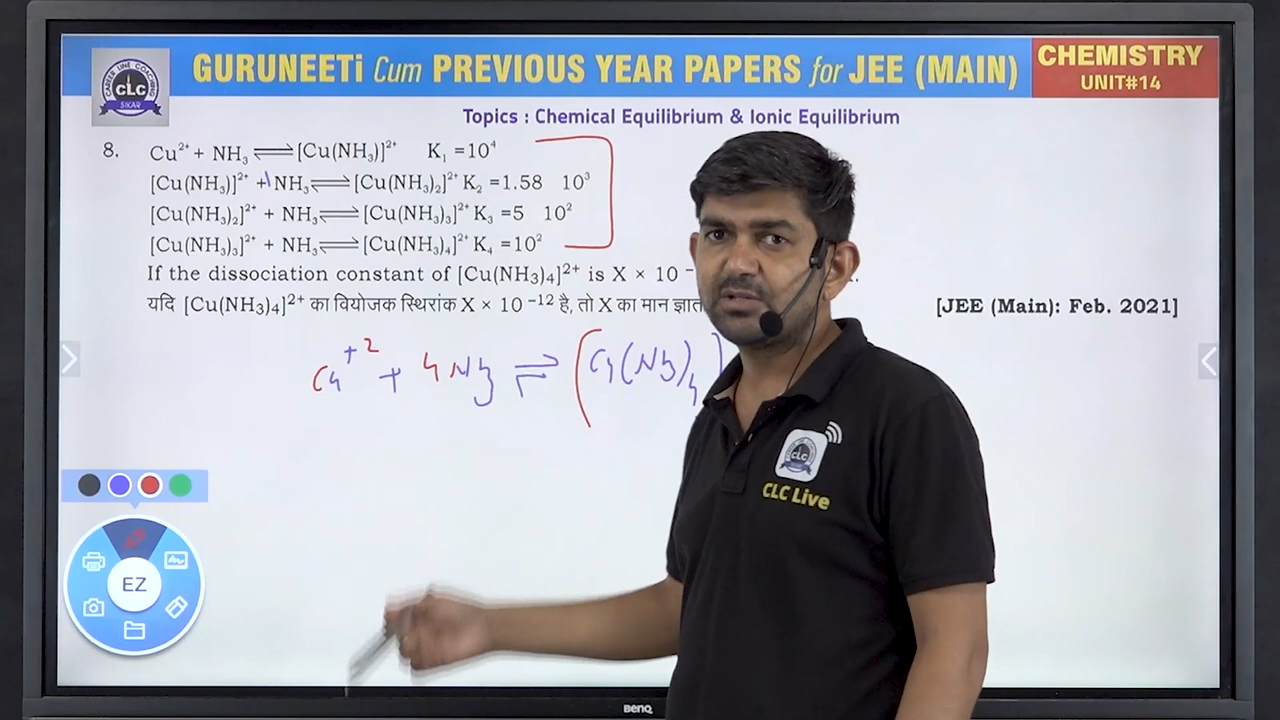 GURUNEETi Cum PREVIOUS YEAR PAPERS for JEE (MAIN)
CHEMISTRY
UNIT#14
CAREER LINE COACHING
CLC
SIKAR
Topics : Chemical Equilibrium & Ionic Equilibrium
8. Cu²⁺ + NH₃ ⇌ [Cu(NH₃)]²⁺ K₁ =10⁴
[Cu(NH₃)]²⁺ + NH₃ ⇌ [Cu(NH₃)₂]²⁺ K₂ =1.58 10³
[Cu(NH₃)₂]²⁺ + NH₃ ⇌ [Cu(NH₃)₃]²⁺ K₃ =5 10²
[Cu(NH₃)₃]²⁺ + NH₃ ⇌ [Cu(NH₃)₄]²⁺ K₄ =10²
If the dissociation constant of [Cu(NH3)4]²⁺ is X × 10 ⁻
यदि [Cu(NH3)4]²⁺ का वियोजक स्थिरांक X × 10 ⁻¹² है, तो X का मान ज्ञात
[JEE (Main): Feb. 2021]
Cu⁺² + 4NH₃ ⇌ [Cu(NH₃)₄]
EZ
CLC
CLC Live
BenQ